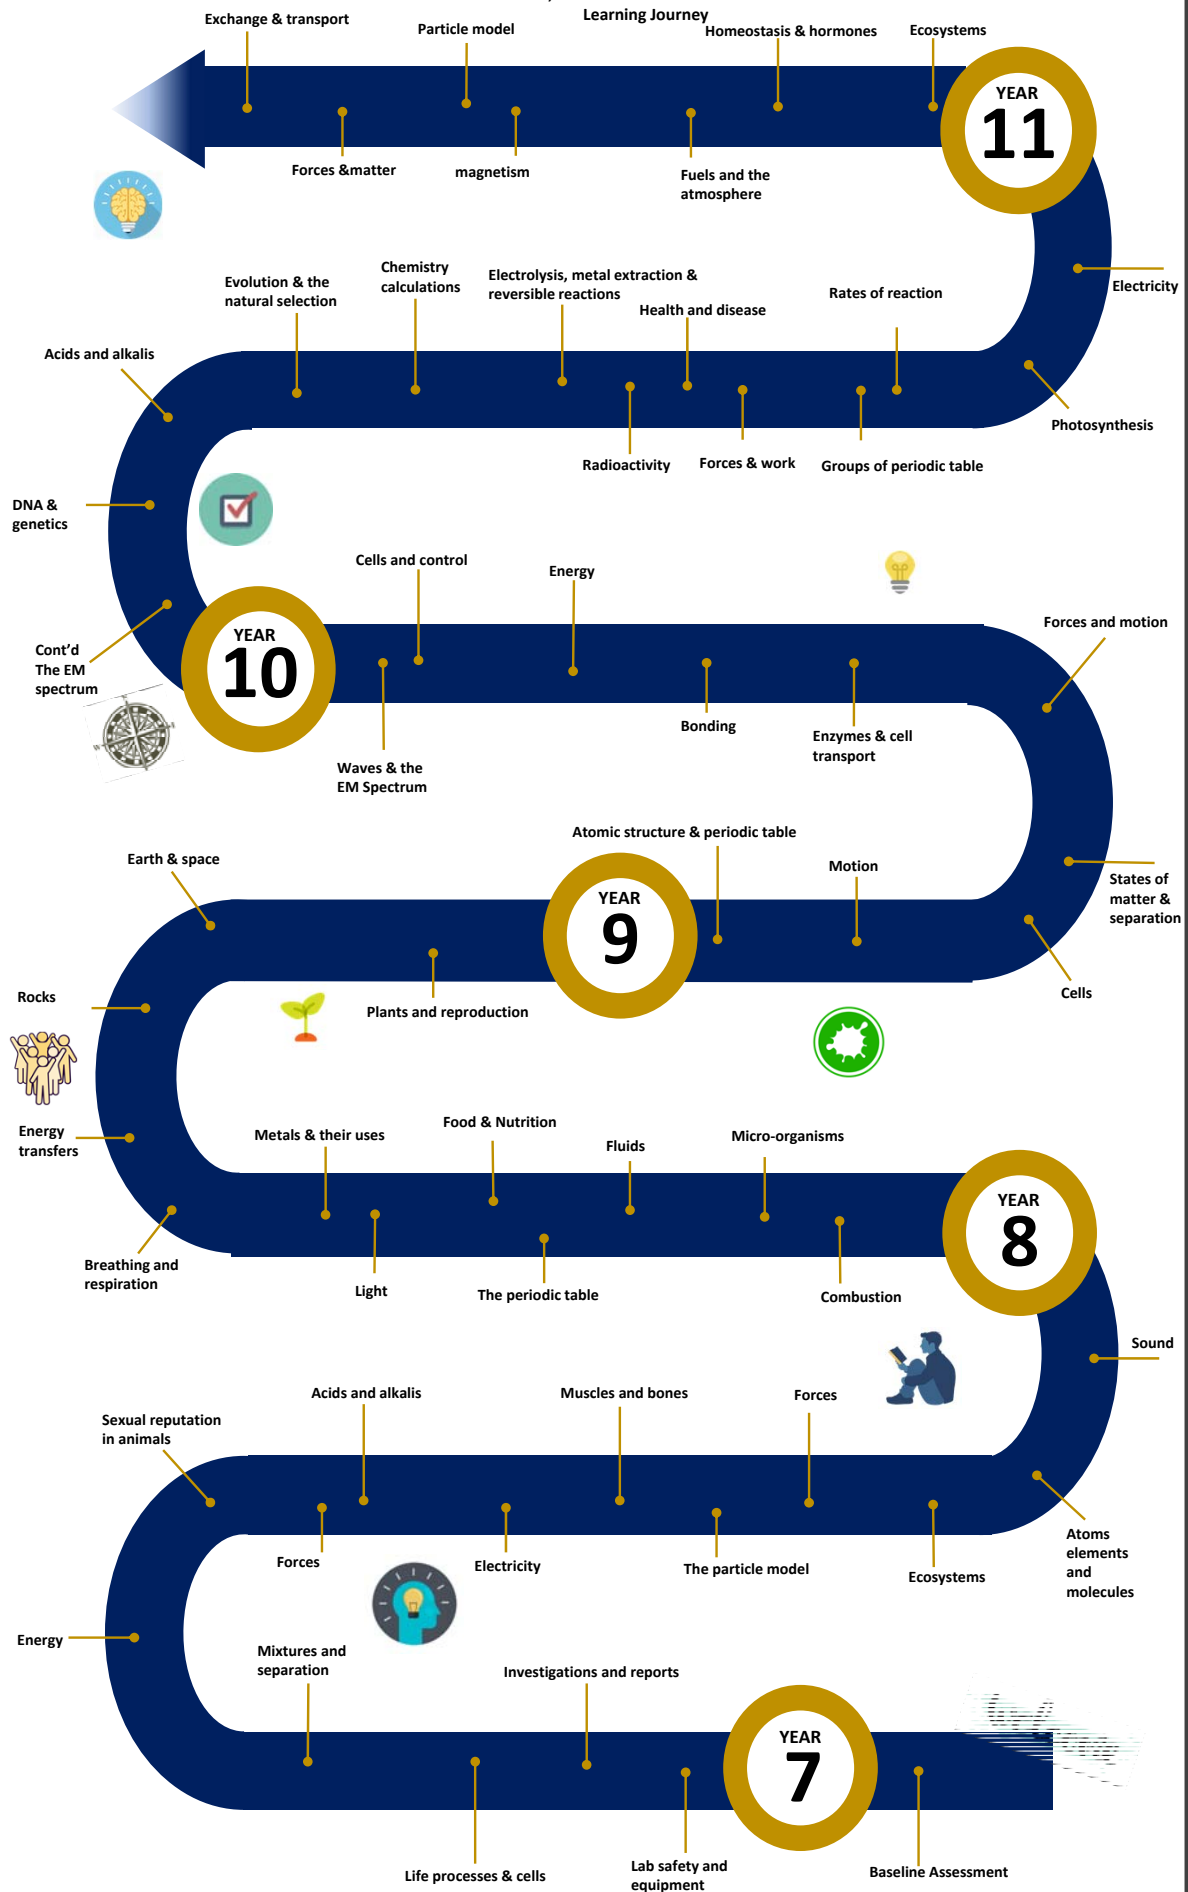 Learning Journey
Exchange & transport
Particle model
Homeostasis & hormones
Ecosystems
YEAR
11
Forces &matter
magnetism
Fuels and the
atmosphere
Electricity
Evolution & the
natural selection
Chemistry
calculations
Electrolysis, metal extraction &
reversible reactions
Health and disease
Rates of reaction
Acids and alkalis
Photosynthesis
Radioactivity
Forces & work
Groups of periodic table
DNA &
genetics
Cells and control
Energy
Forces and motion
Cont'd
The EM
spectrum
YEAR
10
Bonding
Enzymes & cell
transport
Waves & the
EM Spectrum
Atomic structure & periodic table
Earth & space
Motion
States of
matter &
separation
YEAR
9
Rocks
Plants and reproduction
Cells
Energy
transfers
Metals & their uses
Food & Nutrition
Fluids
Micro-organisms
YEAR
8
Breathing and
respiration
Light
The periodic table
Combustion
Sound
Sexual reputation
in animals
Acids and alkalis
Muscles and bones
Forces
Forces
Electricity
The particle model
Ecosystems
Atoms
elements
and
molecules
Energy
Mixtures and
separation
Investigations and reports
YEAR
7
Life processes & cells
Lab safety and
equipment
Baseline Assessment